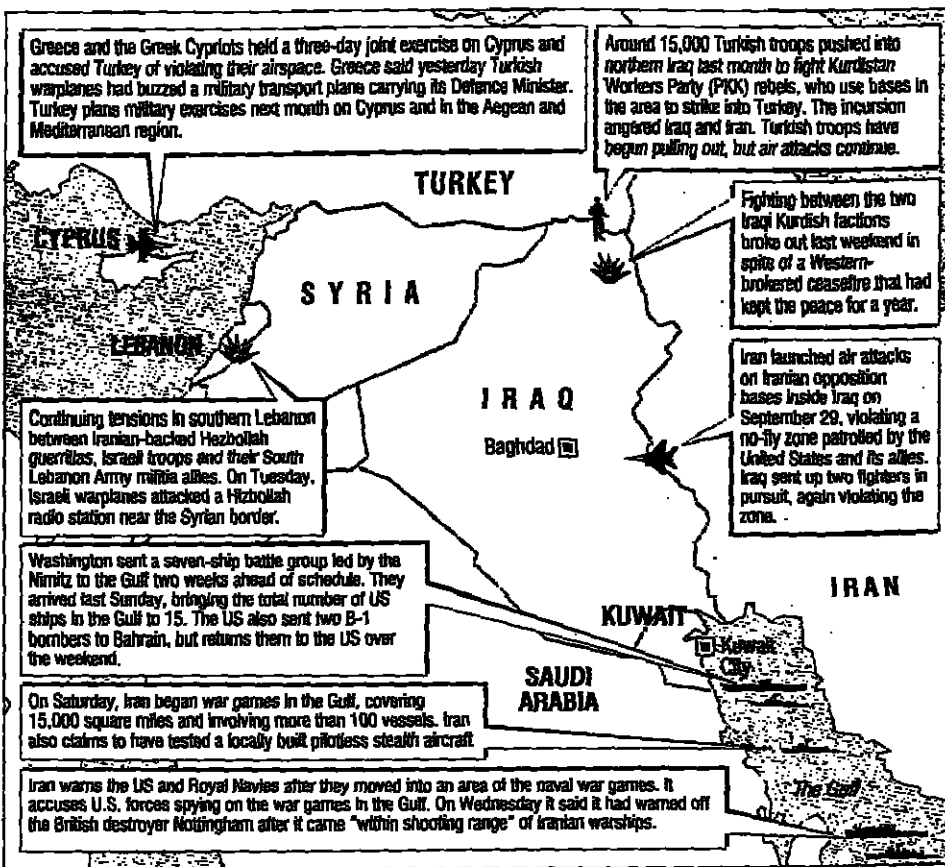 Greece and the Greek Cypriots held a three-day joint exercise on Cyprus and
accused Turkey of violating their airspace. Greece said yesterday Turkish
warplanes had buzzed a military transport plane carrying its Defence Minister.
Turkey plans military exercises next month on Cyprus and in the Aegean and
Mediterranean region.
Around 15,000 Turkish troops pushed into
northern Iraq last month to fight Kurdistan
Workers Party (PKK) rebels, who use bases in
the area to strike into Turkey. The incursion
angered Iraq and Iran. Turkish troops have
begun pulling out, but air attacks continue.
TURKEY
Fighting between the two
Iraqi Kurdish factions
broke out last weekend in
spite of a Western-
brokered ceasefire that had
kept the peace for a year.
CYPRUS
SYRIA
LEBANON
IRAQ
Baghdad
Iran launched air attacks
on Iranian opposition
bases inside Iraq on
September 29, violating a
no-fly zone patrolled by the
United States and its allies.
Iraq sent up two fighters in
pursuit, again violating the
zone.
Continuing tensions in southern Lebanon
between Iranian-backed Hezbollah
guerrillas, Israeli troops and their South
Lebanon Army militia allies. On Tuesday,
Israeli warplanes attacked a Hizbollah
radio station near the Syrian border.
Washington sent a seven-ship battle group led by the
Nimitz to the Gulf two weeks ahead of schedule. They
arrived last Sunday, bringing the total number of US
ships in the Gulf to 15. The US also sent two B-1
bombers to Bahrain, but returns them to the US over
the weekend.
IRAN
KUWAIT
Kuwait
City
SAUDI
ARABIA
On Saturday, Iran began war games in the Gulf, covering
15,000 square miles and involving more than 100 vessels. Iran
also claims to have tested a locally built pilotless stealth aircraft
The Gulf
Iran warns the US and Royal Navies after they moved into an area of the naval war games. It
accuses U.S. forces spying on the war games in the Gulf. On Wednesday it said it had warned off
the British destroyer Nottingham after it came "within shooting range" of Iranian warships.